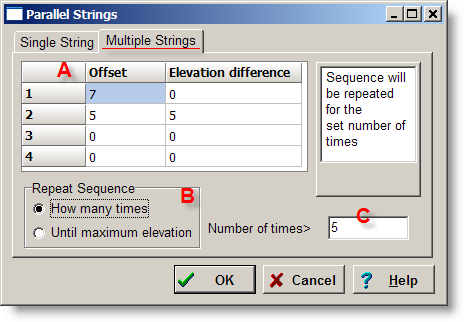 Parallel Strings
Single String
Multiple Strings
A
Offset
Elevation difference
1
7
0
2
5
5
3
0
0
4
0
0
Sequence will
be repeated
for the
set number of
times
Repeat Sequence
B
How many times
Until maximum elevation
Number of times>
5
C
OK
Cancel
? Help